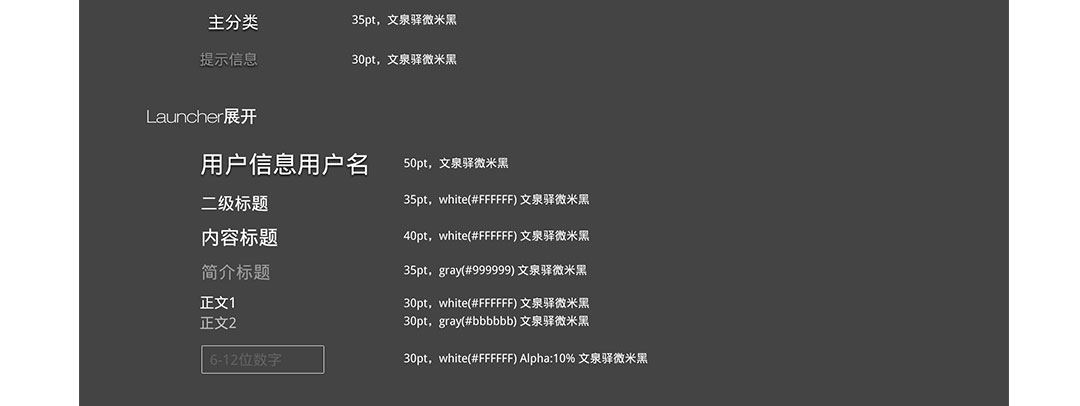 主分类 35pt，文泉驿微米黑
提示信息 30pt，文泉驿微米黑
Launcher展开
用户信息用户名 50pt，文泉驿微米黑
二级标题 35pt，white(#FFFFFF) 文泉驿微米黑
内容标题 40pt，white(#FFFFFF) 文泉驿微米黑
简介标题 35pt，gray(#999999) 文泉驿微米黑
正文1 30pt，white(#FFFFFF) 文泉驿微米黑
正文2 30pt，gray(#bbbbbb) 文泉驿微米黑
6-12位数字 30pt，white(#FFFFFF) Alpha:10% 文泉驿微米黑